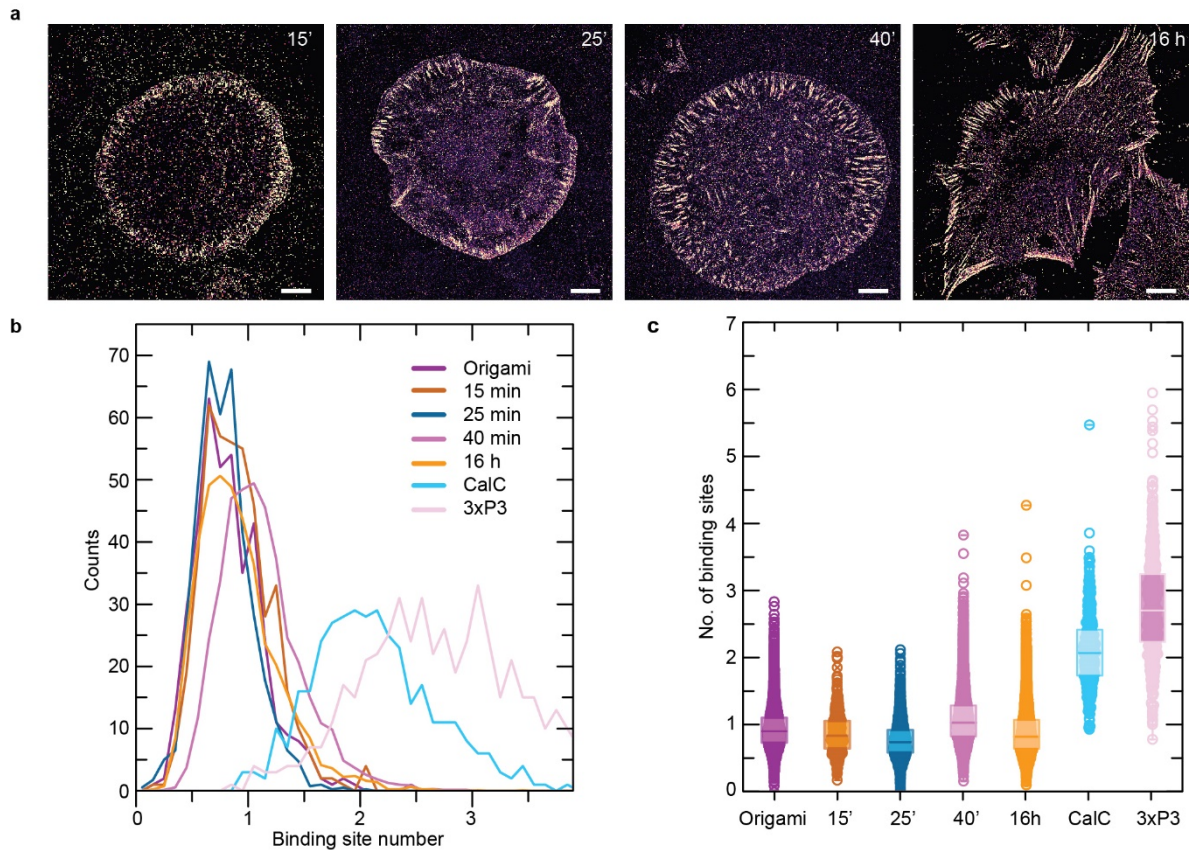 a
15’ 25’ 40’ 16 h
b
70
60
50
40
30
20
10
0
Counts
Origami
15 min
25 min
40 min
16 h
CalC
3xP3
0 1 2 3
Binding site number
c
7
6
5
4
3
2
1
0
No. of binding sites
Origami 15’ 25’ 40’ 16h CalC 3xP3